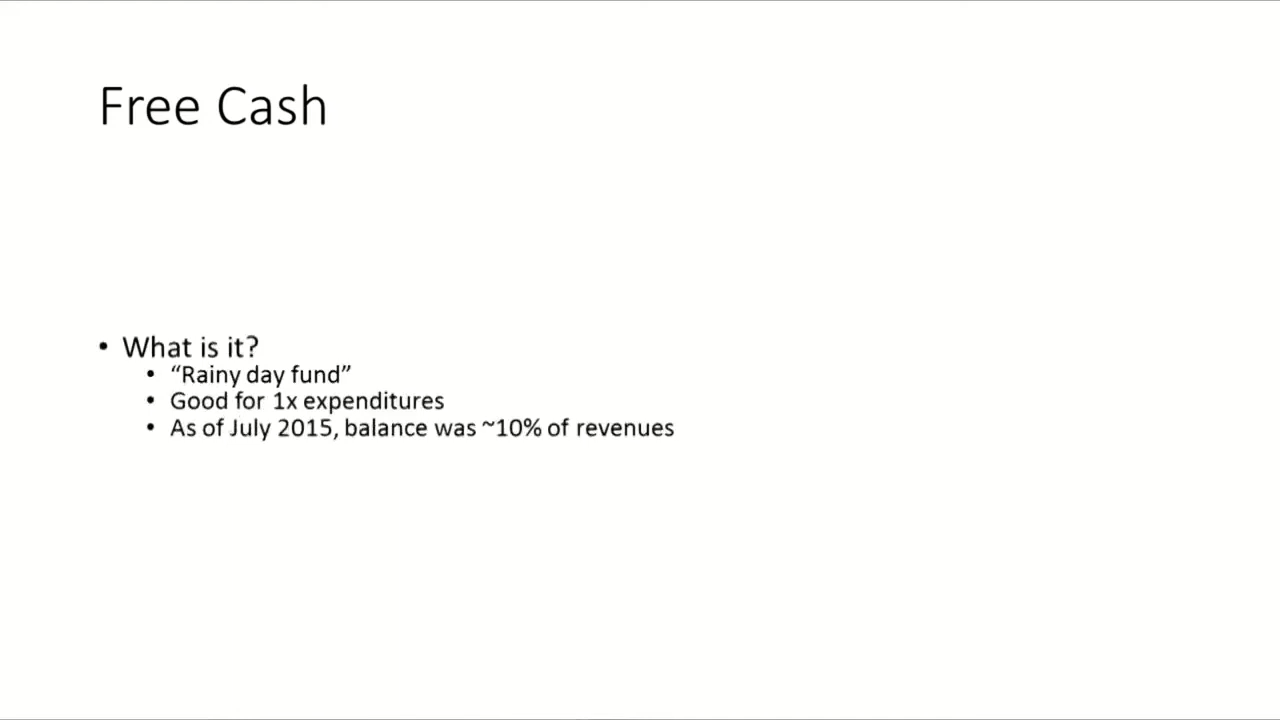 Free Cash
• What is it?
• “Rainy day fund”
• Good for 1x expenditures
• As of July 2015, balance was ~10% of revenues